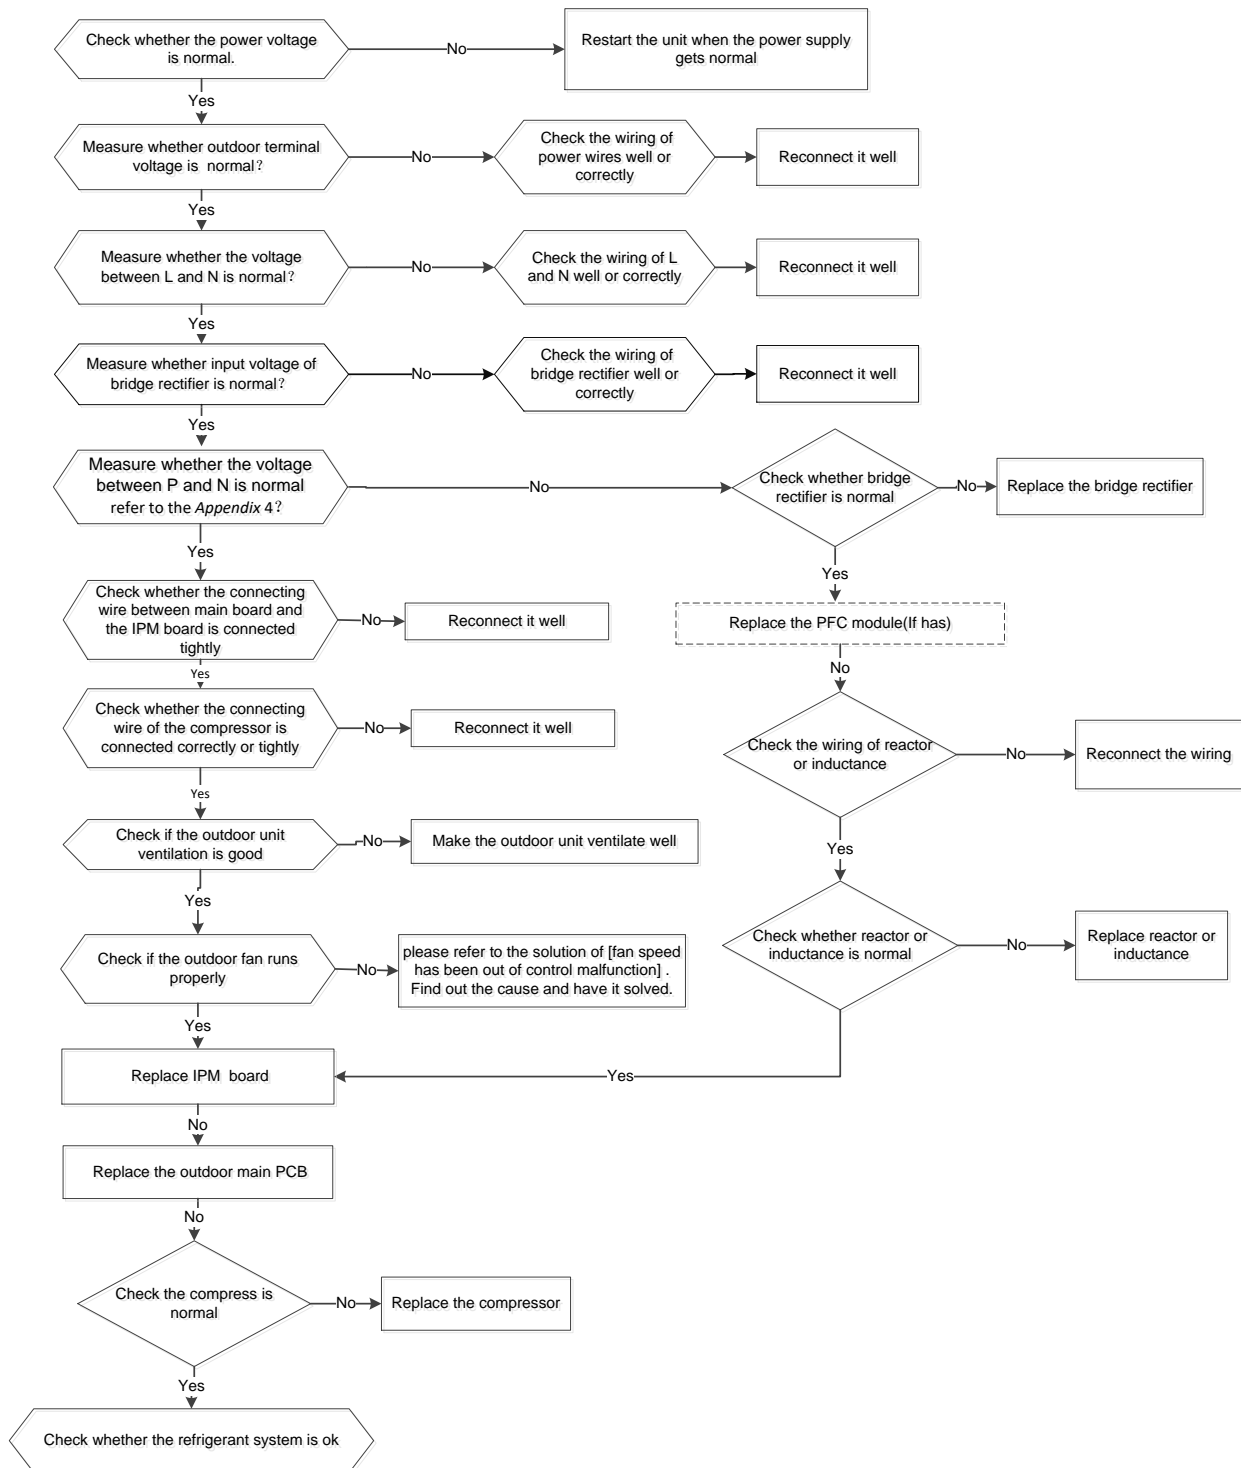 Check whether the power voltage
is normal.
No
Restart the unit when the power supply
gets normal
Yes
Measure whether outdoor terminal
voltage is  normal？
No
Check the wiring of
power wires well or
correctly
Reconnect it well
Yes
Measure whether the voltage
between L and N is normal？
No
Check the wiring of L
and N well or correctly
Reconnect it well
Yes
Measure whether input voltage of
bridge rectifier is normal？
No
Check the wiring of
bridge rectifier well or
correctly
Reconnect it well
Yes
Measure whether the voltage
between P and N is normal
refer to the Appendix 4？
No
Check whether bridge
rectifier is normal
No
Replace the bridge rectifier
Yes
Yes
Check whether the connecting
wire between main board and
the IPM board is connected
tightly
No
Reconnect it well
Replace the PFC module(If has)
No
Yes
Check whether the connecting
wire of the compressor is
connected correctly or tightly
No
Reconnect it well
Check the wiring of reactor
or inductance
No
Reconnect the wiring
Yes
Check if the outdoor unit
ventilation is good
No
Make the outdoor unit ventilate well
Yes
Yes
Check if the outdoor fan runs
properly
No
please refer to the solution of [fan speed
has been out of control malfunction] .
Find out the cause and have it solved.
Check whether reactor or
inductance is normal
No
Replace reactor or
inductance
Yes
Replace IPM  board
Yes
No
Replace the outdoor main PCB
No
Check the compress is
normal
No
Replace the compressor
Yes
Check whether the refrigerant system is ok